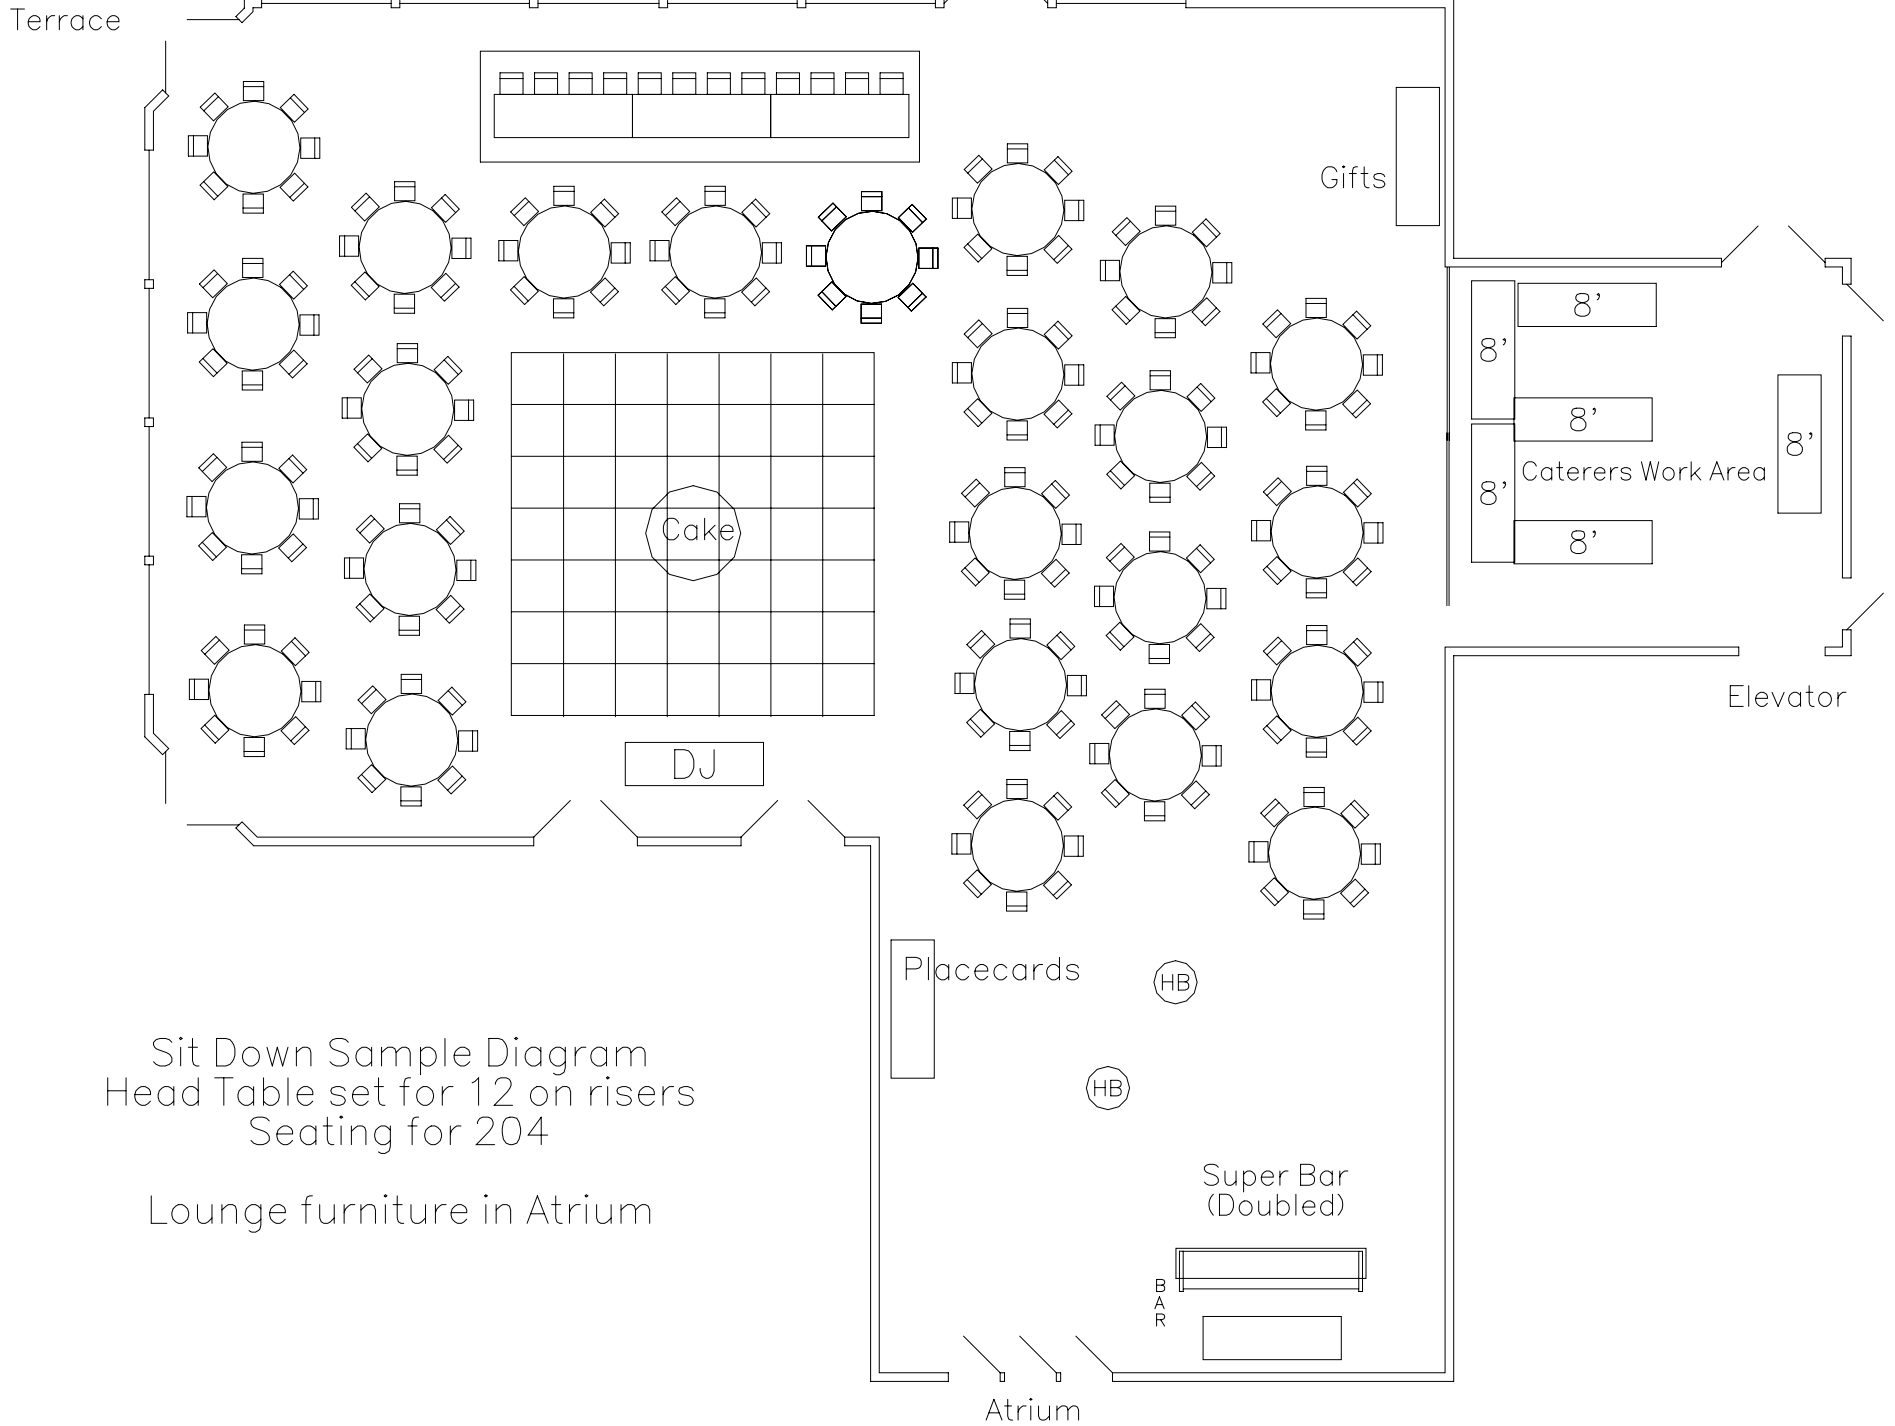 Terrace
Gifts
8'
8'
8'
8'
Caterers Work Area
8'
8'
Cake
Elevator
DJ
Placecards
HB
HB
Sit Down Sample Diagram
Head Table set for 12 on risers
Seating for 204
Lounge furniture in Atrium
Super Bar
(Doubled)
B
A
R
Atrium